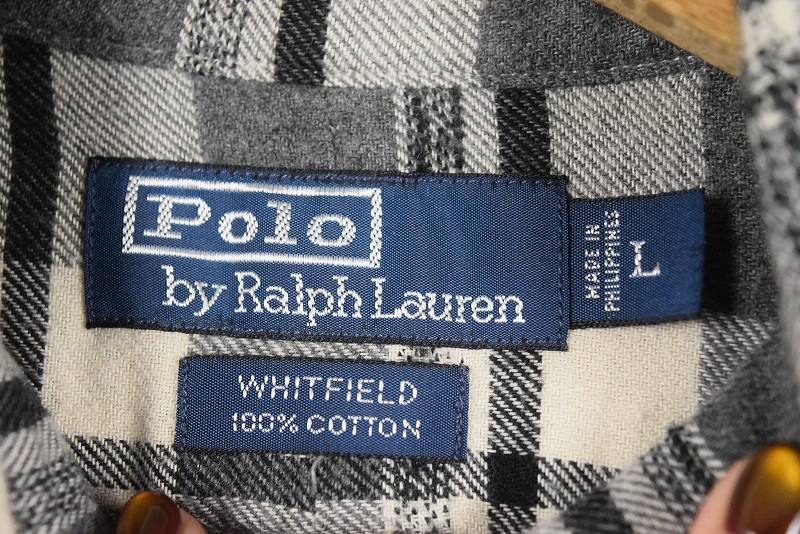 Polo
by Ralph Lauren
MADE IN
PHILIPPINES
L
WHITFIELD
100% COTTON